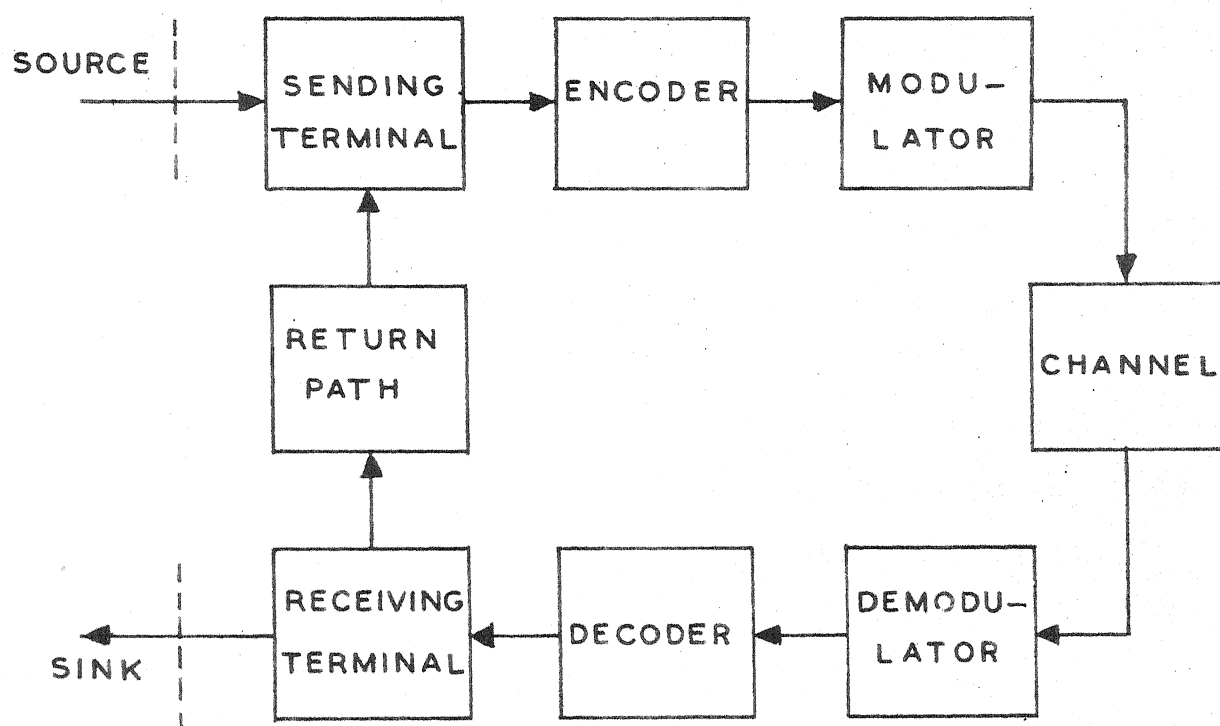 SOURCE
SENDING
TERMINAL
ENCODER
MODU-
LATOR
RETURN
PATH
CHANNEL
RECEIVING
TERMINAL
DECODER
DEMODU-
LATOR
SINK